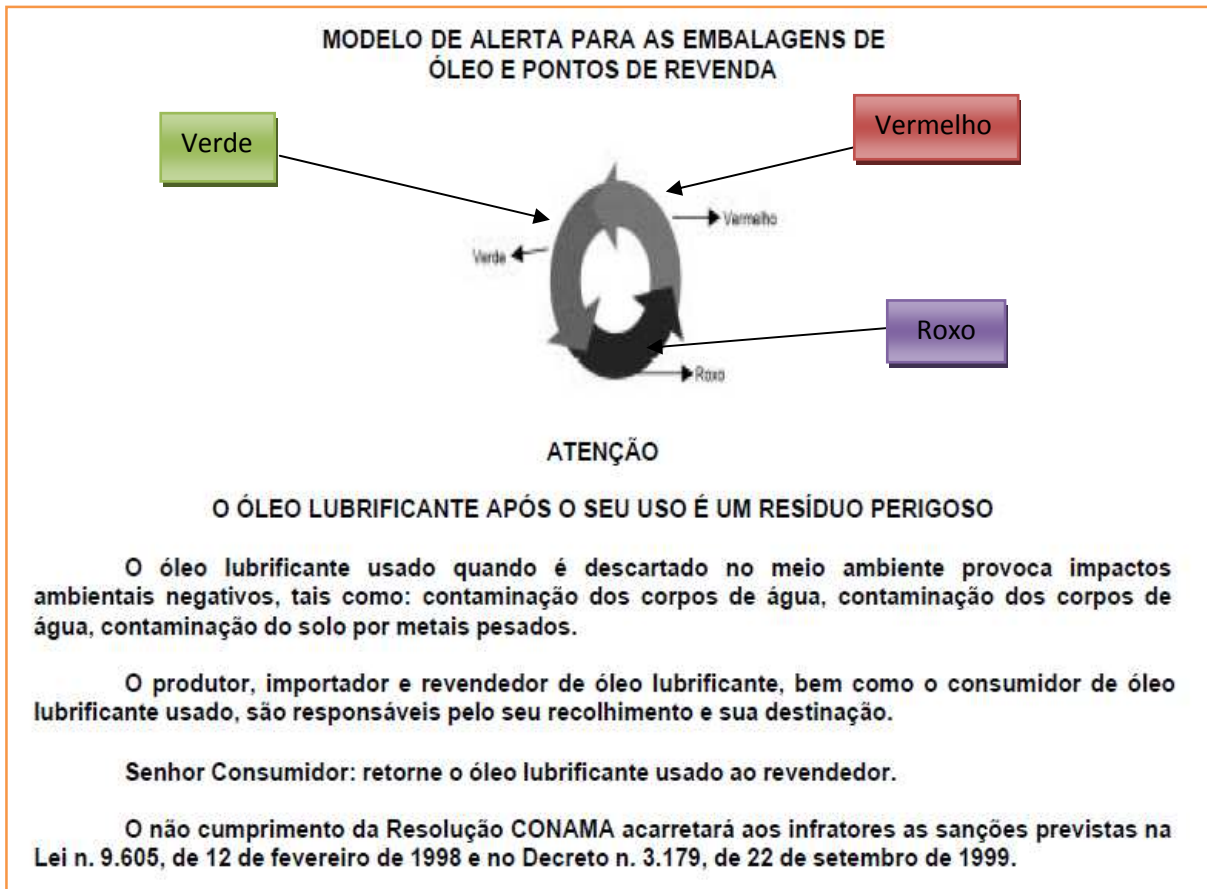 MODELO DE ALERTA PARA AS EMBALAGENS DE
ÓLEO E PONTOS DE REVENDA
Verde
Vermelho
Vermelho
Verde
Roxo
Roxo
ATENÇÃO
O ÓLEO LUBRIFICANTE APÓS O SEU USO É UM RESÍDUO PERIGOSO
O óleo lubrificante usado quando é descartado no meio ambiente provoca impactos
ambientais negativos, tais como: contaminação dos corpos de água, contaminação dos corpos de
água, contaminação do solo por metais pesados.
O produtor, importador e revendedor de óleo lubrificante, bem como o consumidor de óleo
lubrificante usado, são responsáveis pelo seu recolhimento e sua destinação.
Senhor Consumidor: retorne o óleo lubrificante usado ao revendedor.
O não cumprimento da Resolução CONAMA acarretará aos infratores as sanções previstas na
Lei n. 9.605, de 12 de fevereiro de 1998 e no Decreto n. 3.179, de 22 de setembro de 1999.